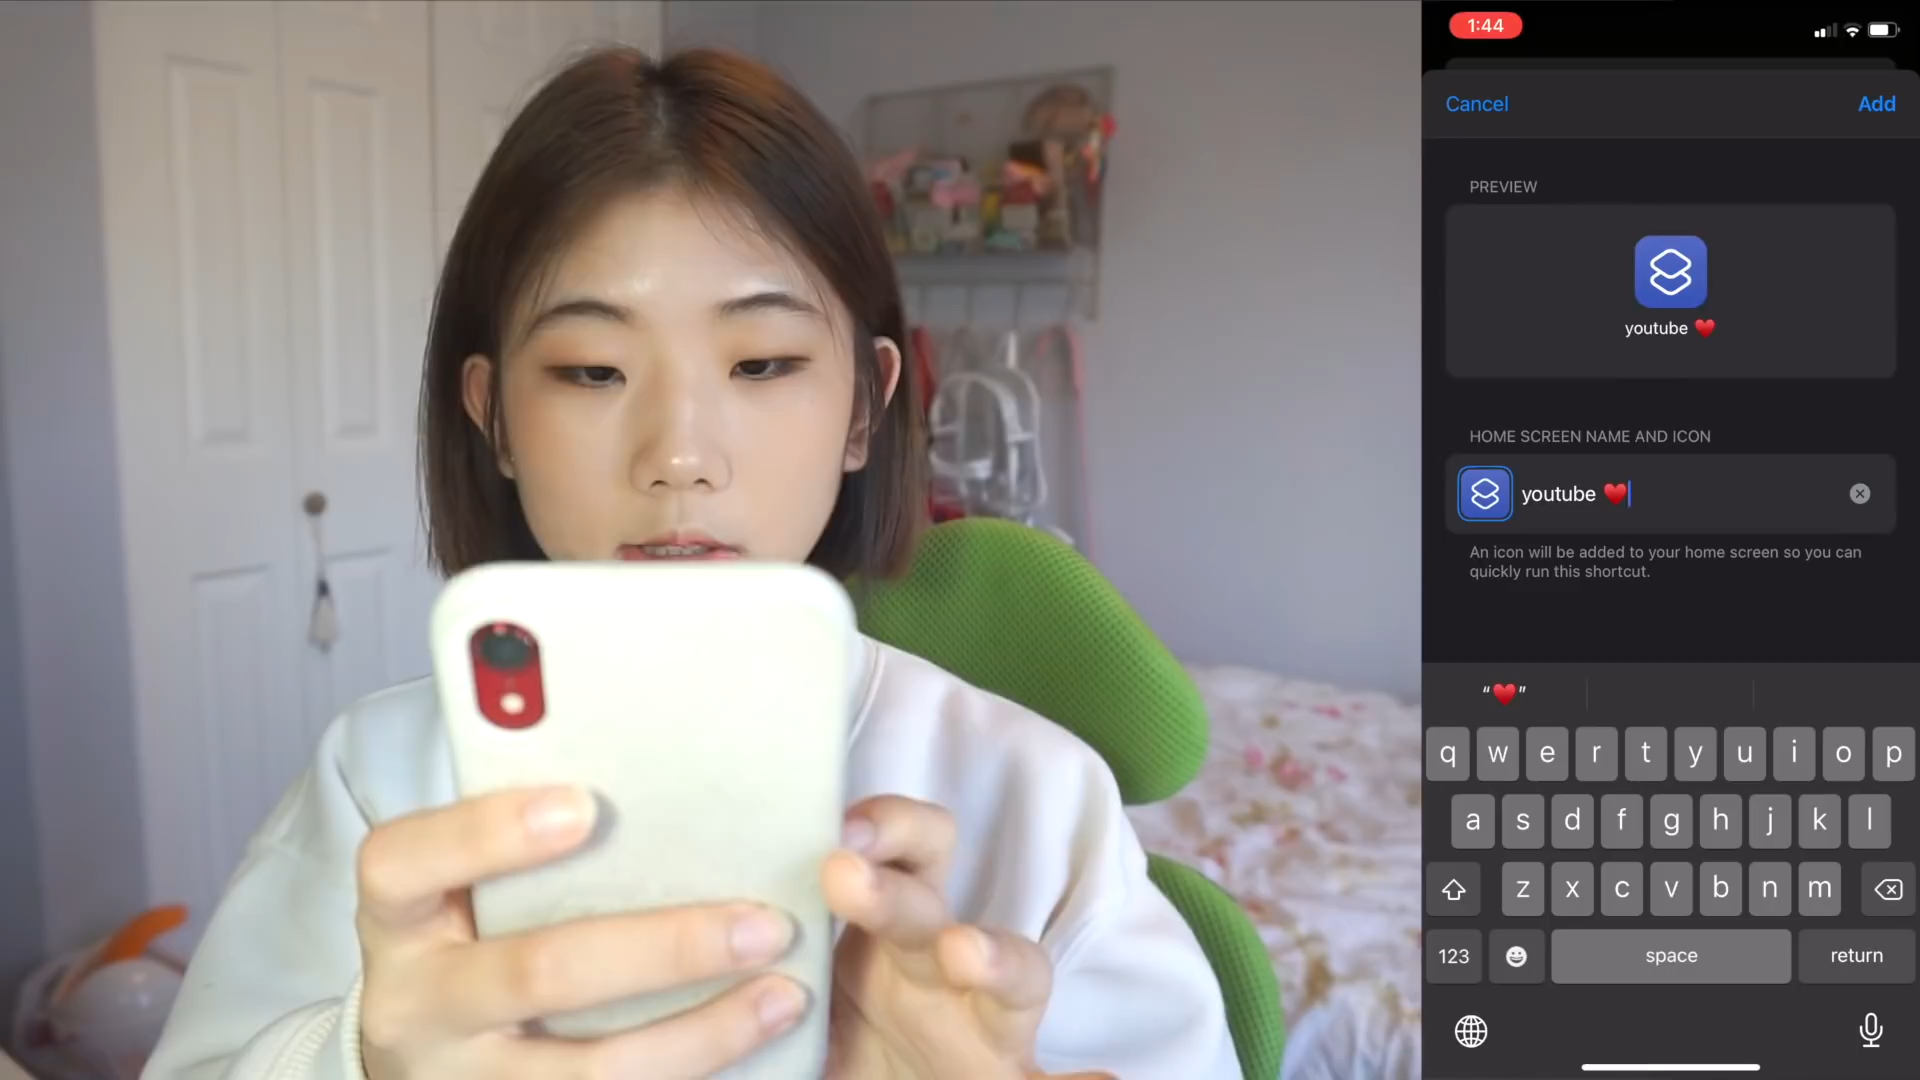 1:44
Cancel
Add
PREVIEW
youtube ♥️
HOME SCREEN NAME AND ICON
youtube ♥️
An icon will be added to your home screen so you can
quickly run this shortcut.
“♥️”
q w e r t y u i o p
a s d f g h j k l
z x c v b n m
123 space return